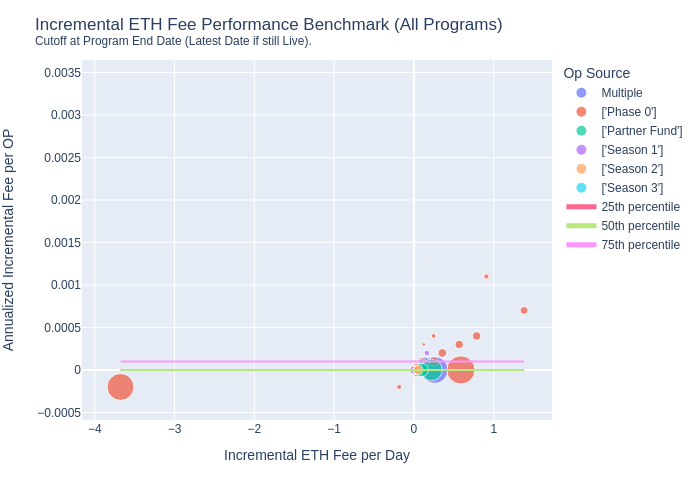 Incremental ETH Fee Performance Benchmark (All Programs)
Cutoff at Program End Date (Latest Date if still Live).
Annualized Incremental Fee per OP
0.0035
0.003
0.0025
0.002
0.0015
0.001
0.0005
0
−0.0005
−4
−3
−2
−1
0
1
Incremental ETH Fee per Day
Op Source
Multiple
['Phase 0']
['Partner Fund']
['Season 1']
['Season 2']
['Season 3']
25th percentile
50th percentile
75th percentile